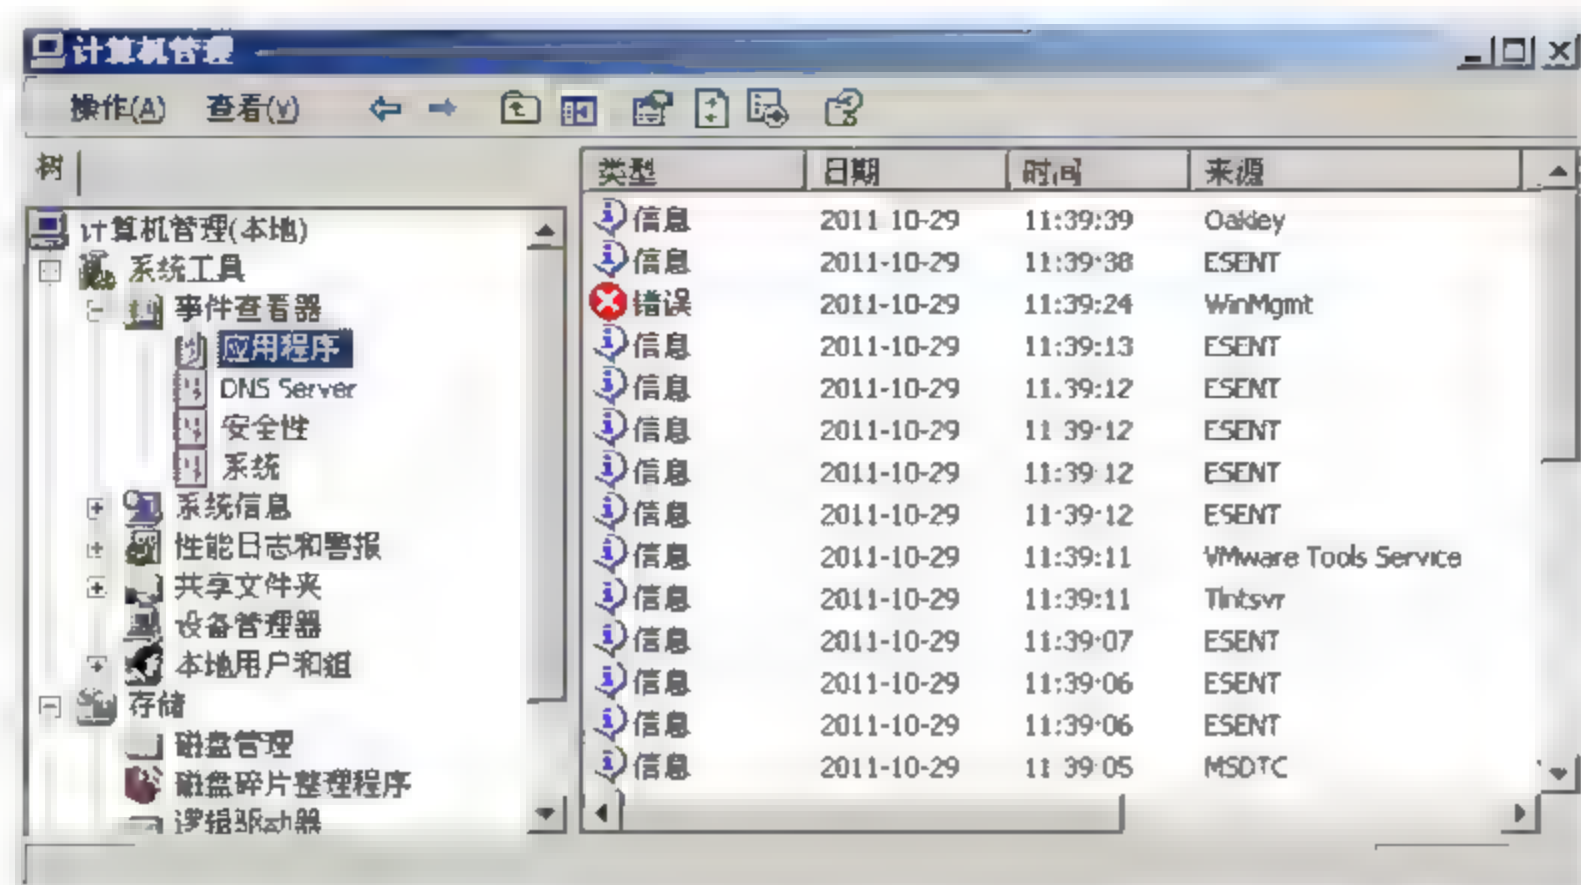 计算机管理
操作(A) 查看(V)
树
计算机管理(本地)
系统工具
事件查看器
应用程序
DNS Server
安全性
系统
系统信息
性能日志和警报
共享文件夹
设备管理器
本地用户和组
存储
磁盘管理
磁盘碎片整理程序
逻辑驱动器
类型 日期 时间 来源
信息 2011-10-29 11:39:39 Oakley
信息 2011-10-29 11:39:38 ESENT
错误 2011-10-29 11:39:24 WinMgmt
信息 2011-10-29 11:39:13 ESENT
信息 2011-10-29 11:39:12 ESENT
信息 2011-10-29 11:39:12 ESENT
信息 2011-10-29 11:39:12 ESENT
信息 2011-10-29 11:39:12 ESENT
信息 2011-10-29 11:39:11 VMware Tools Service
信息 2011-10-29 11:39:11 Tlntsvr
信息 2011-10-29 11:39:07 ESENT
信息 2011-10-29 11:39:06 ESENT
信息 2011-10-29 11:39:06 ESENT
信息 2011-10-29 11:39:05 MSDTC